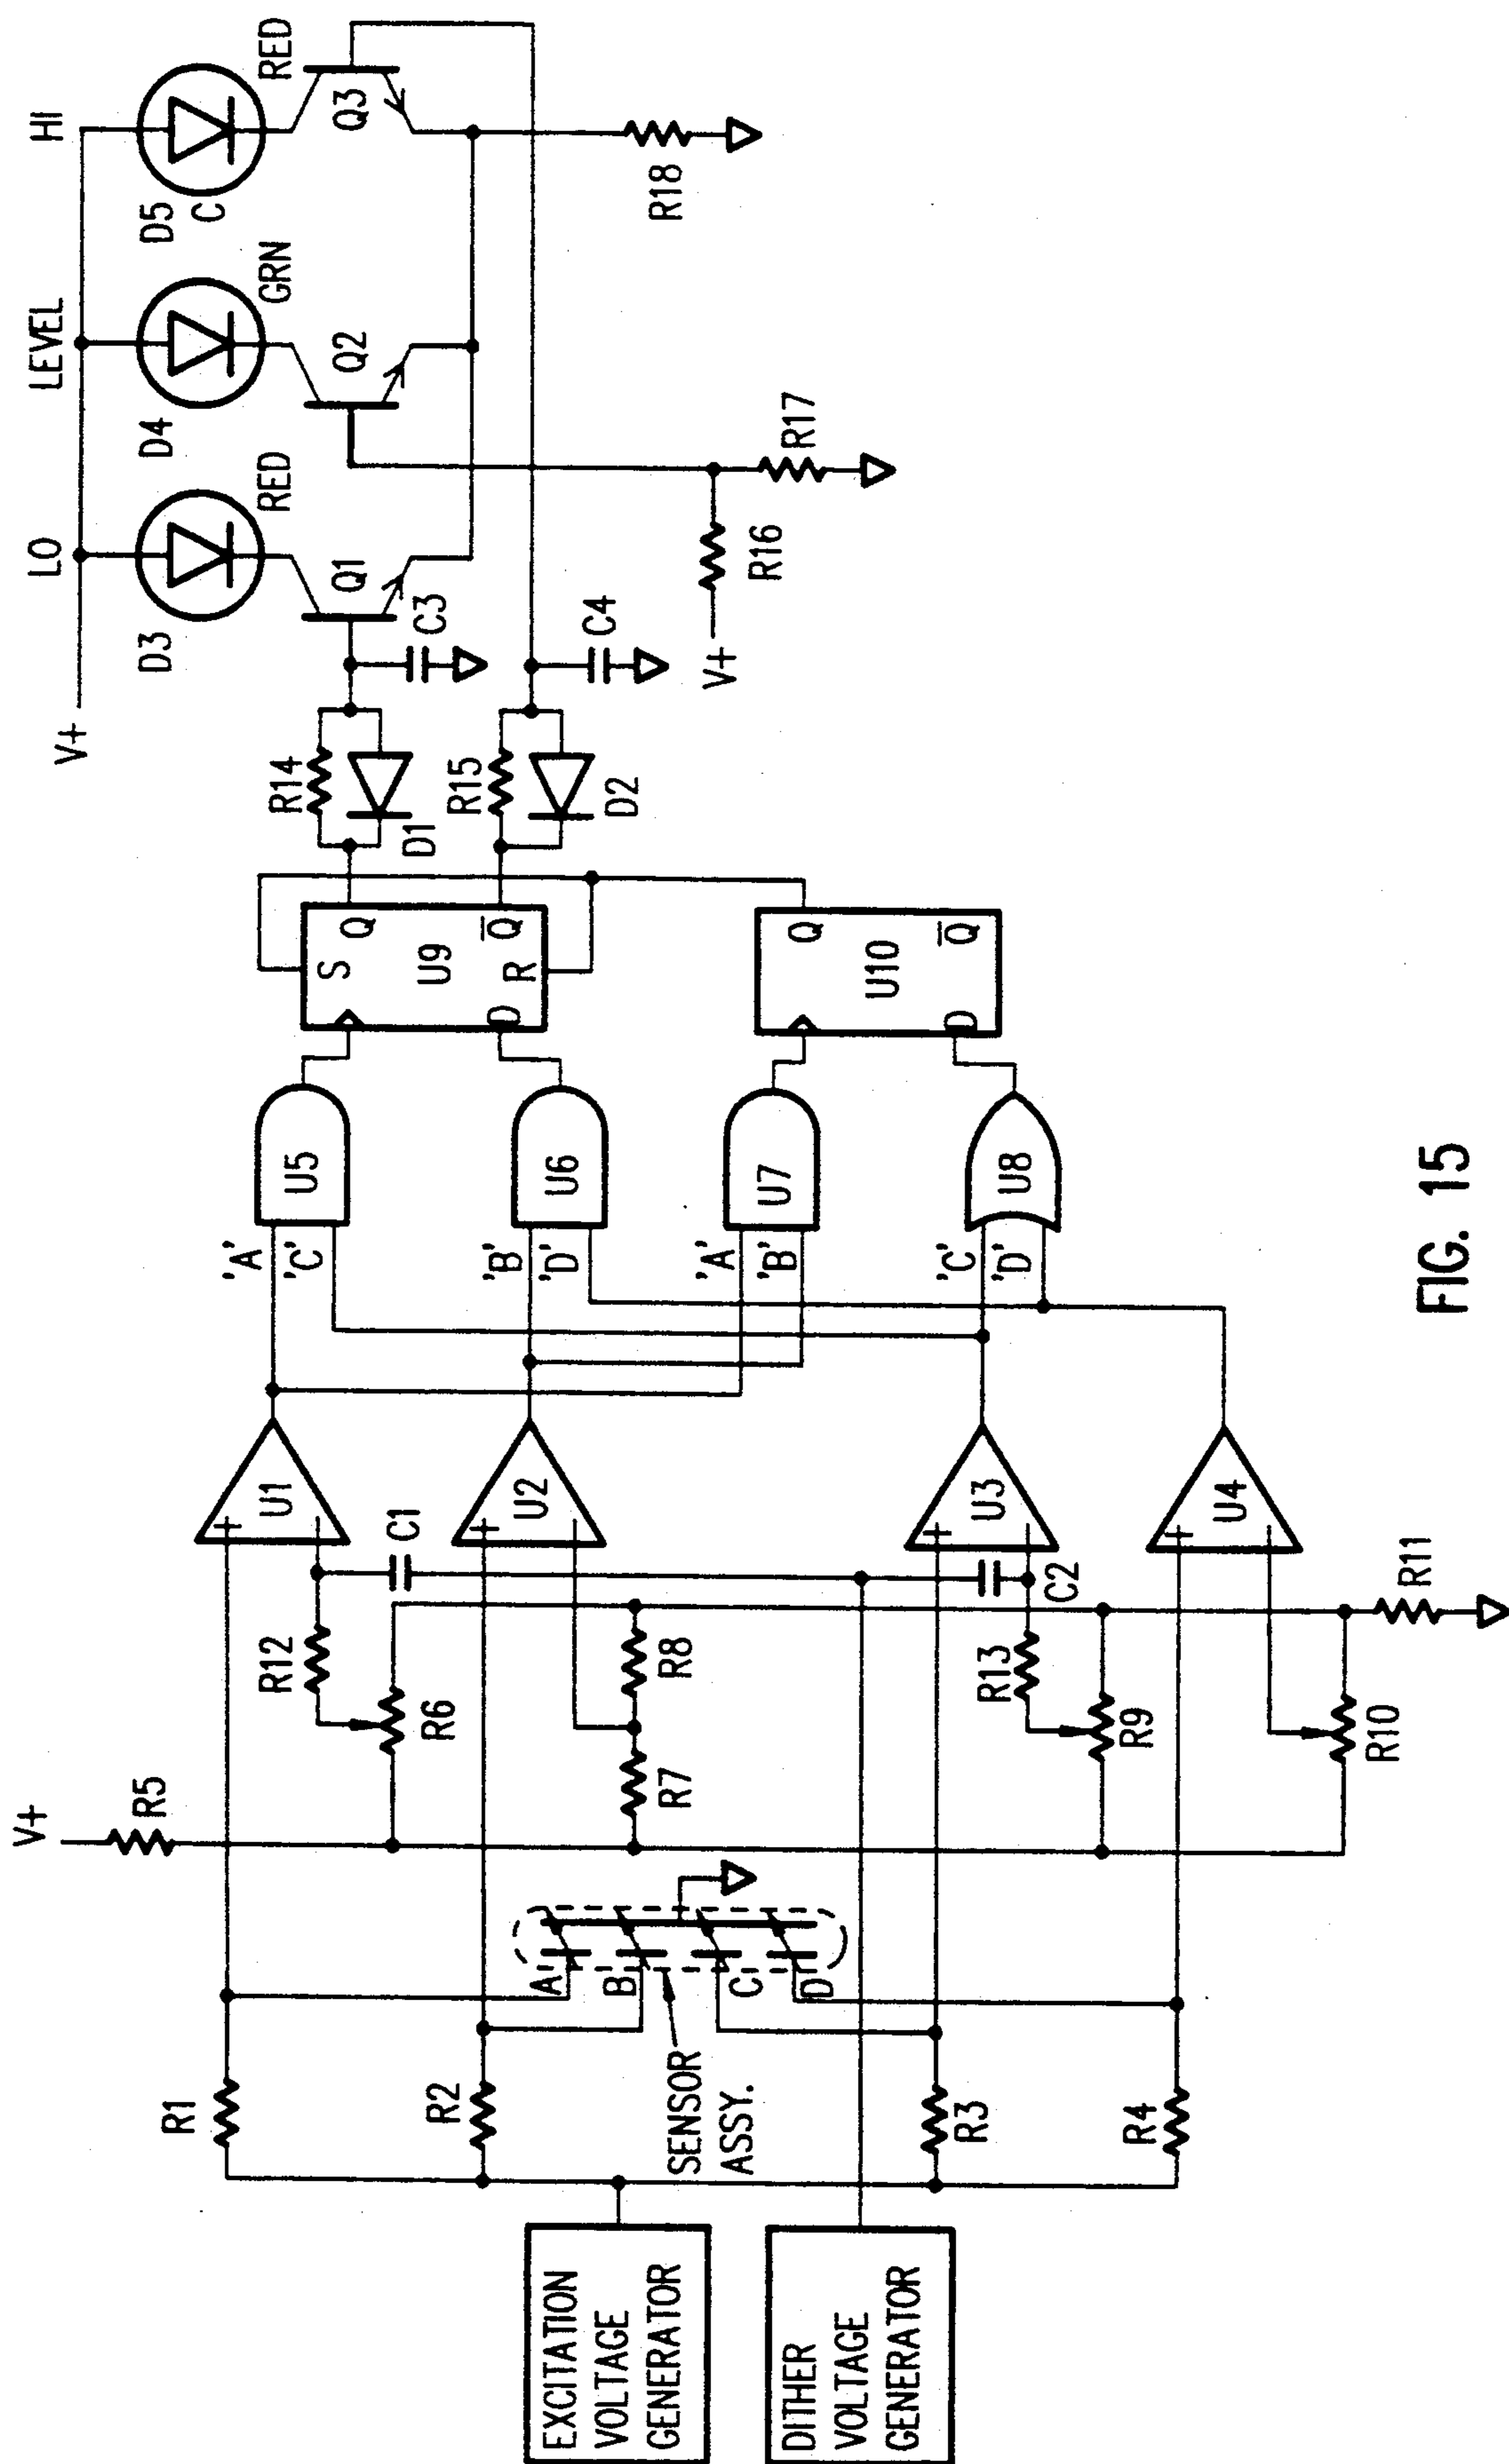 V+
LO
LEVEL
HI
D3
RED
D4
GRN
D5
C
RED
Q1
Q2
Q3
V+
R5
R1
R12
C1
U1
'A'
'C'
U5
S
Q
U9
Q
R
D
R14
D1
C3
R6
R2
U2
'B'
'D'
U6
R15
D2
C4
R18
EXCITATION
VOLTAGE
GENERATOR
SENSOR
ASSY.
A
B
C
D
R7
R8
'A'
'B'
U7
Q
U10
Q
D
V+
R16
R17
DITHER
VOLTAGE
GENERATOR
R3
R13
R9
C2
U3
'C'
'D'
U8
R4
R10
U4
R11
FIG. 15